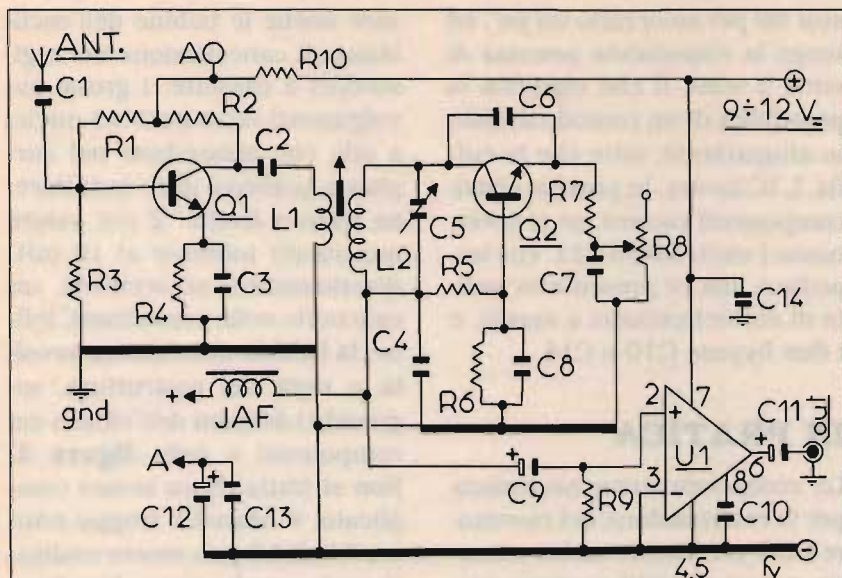 ANT.
A
R10
+
C1
R2
C6
9÷12V
R1
C2
Q1
L1
C5
Q2
R7
R8
L2
R3
C3
R5
C7
C14
R4
C4
R6
C8
gnd
+
JAF
2
+
7
U1
6
+
C11
out
A
+
C9
3
-
8
C12
C13
R9
C10
4,5
-